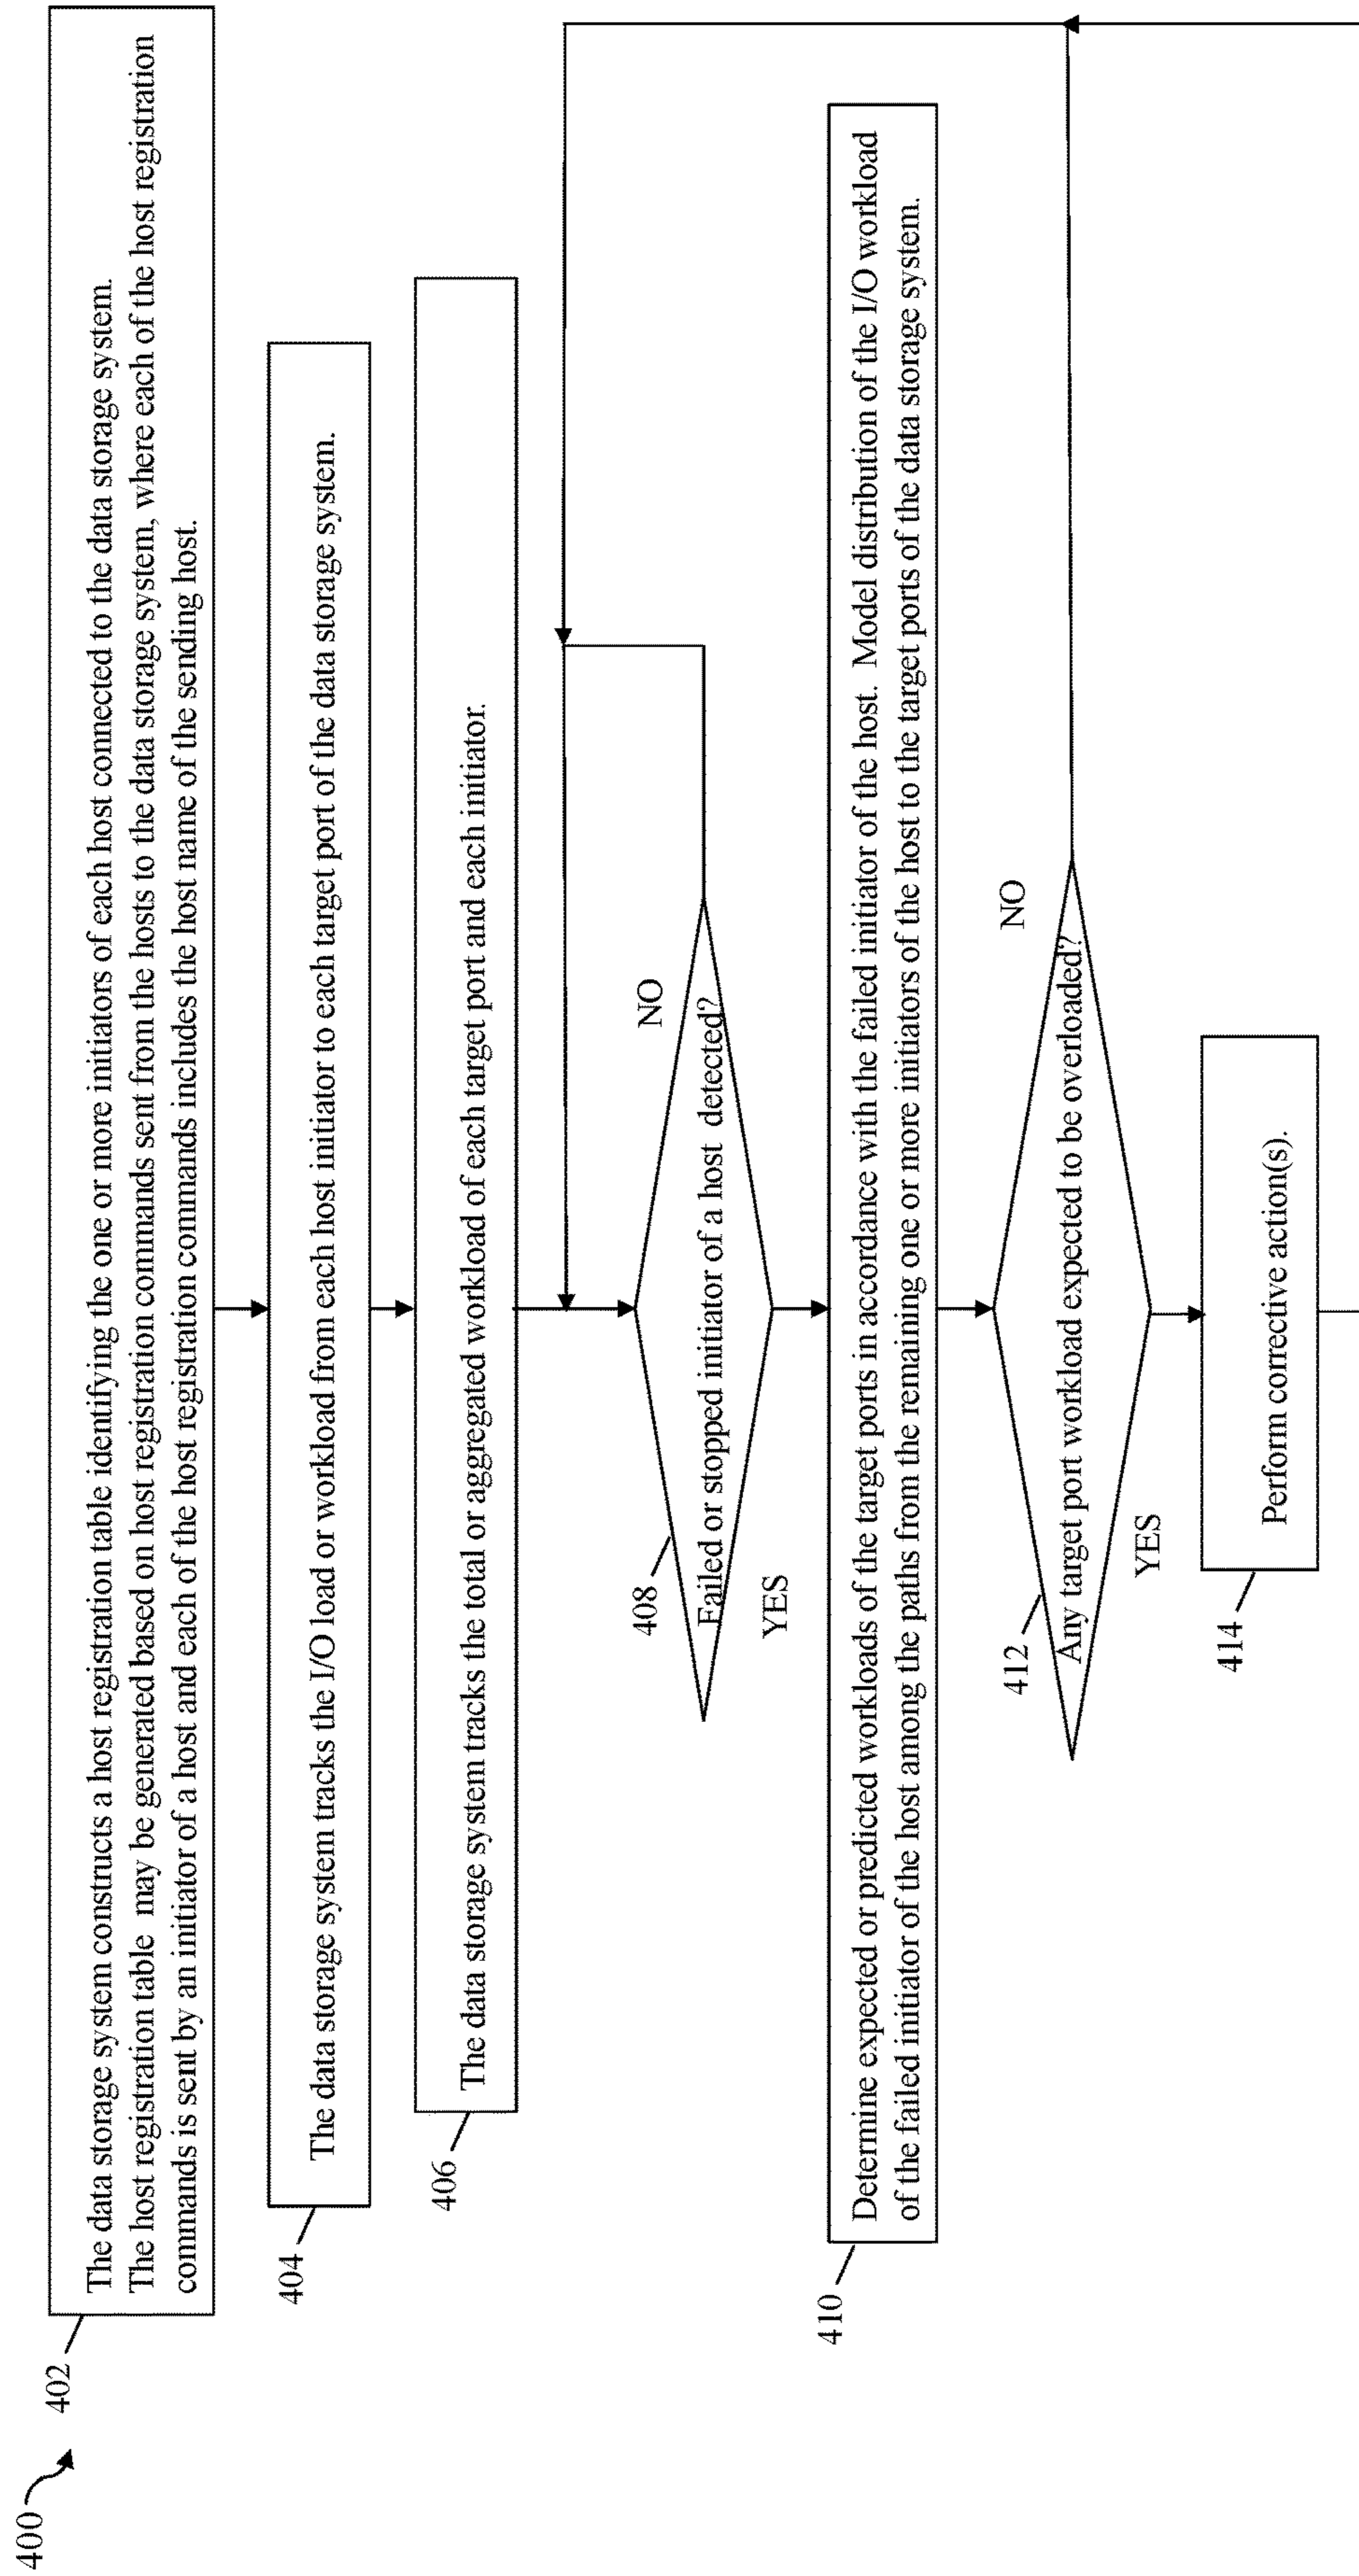 400
402
The data storage system constructs a host registration table identifying the one or more initiators of each host connected to the data storage system.
The host registration table may be generated based on host registration commands sent from the hosts to the data storage system, where each of the host registration
commands is sent by an initiator of a host and each of the host registration commands includes the host name of the sending host.
404
The data storage system tracks the I/O load or workload from each host initiator to each target port of the data storage system.
406
The data storage system tracks the total or aggregated workload of each target port and each initiator.
408
Failed or stopped initiator of a host detected?
NO
YES
410
Determine expected or predicted workloads of the target ports in accordance with the failed initiator of the host. Model distribution of the I/O workload
of the failed initiator of the host among the paths from the remaining one or more initiators of the host to the target ports of the data storage system.
412
Any target port workload expected to be overloaded?
NO
YES
414
Perform corrective action(s).